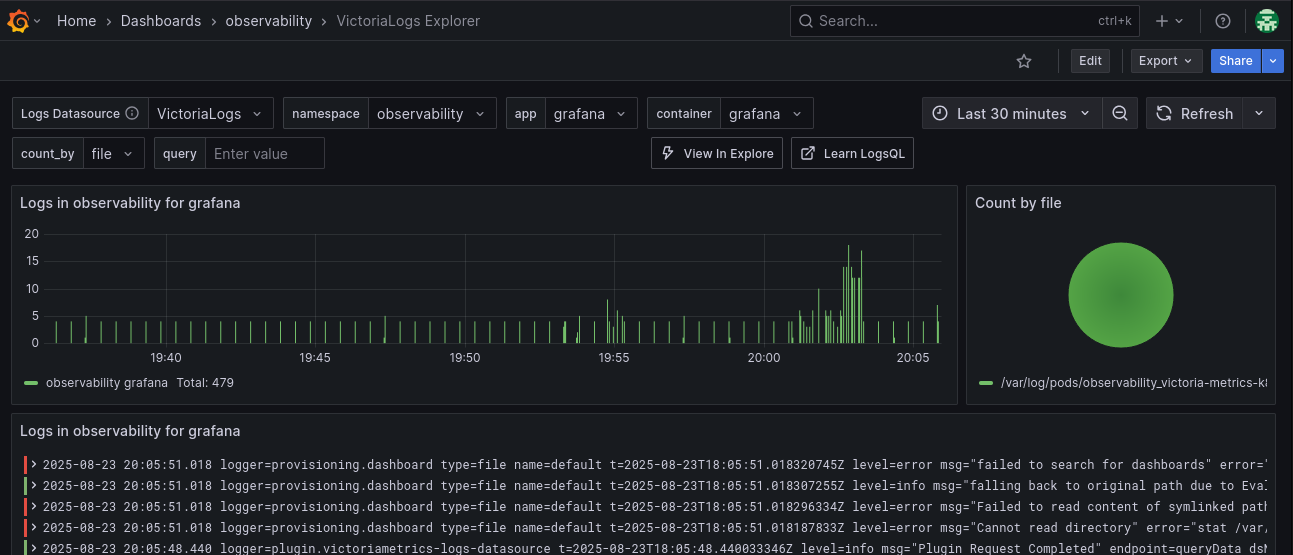 Home › Dashboards › observability › VictoriaLogs Explorer
Search... ctrl+k
Edit Export Share
Logs Datasource VictoriaLogs namespace observability app grafana container grafana Last 30 minutes Refresh
count_by file query Enter value View In Explore Learn LogsQL
Logs in observability for grafana
20
15
10
5
0
19:40 19:45 19:50 19:55 20:00 20:05
observability grafana Total: 479
Count by file
/var/log/pods/observability_victoria-metrics-k8
Logs in observability for grafana
2025-08-23 20:05:51.018 logger=provisioning.dashboard type=file name=default t=2025-08-23T18:05:51.018320745Z level=error msg="failed to search for dashboards" error="
2025-08-23 20:05:51.018 logger=provisioning.dashboard type=file name=default t=2025-08-23T18:05:51.018307255Z level=info msg="falling back to original path due to Eval
2025-08-23 20:05:51.018 logger=provisioning.dashboard type=file name=default t=2025-08-23T18:05:51.018296334Z level=error msg="Failed to read content of symlinked path
2025-08-23 20:05:51.018 logger=provisioning.dashboard type=file name=default t=2025-08-23T18:05:51.018187833Z level=error msg="Cannot read directory" error="stat /var/
2025-08-23 20:05:48.440 logger=plugin.victoriametrics-logs-datasource t=2025-08-23T18:05:48.440033346Z level=info msg="Plugin Request Completed" endpoint=queryData dsN